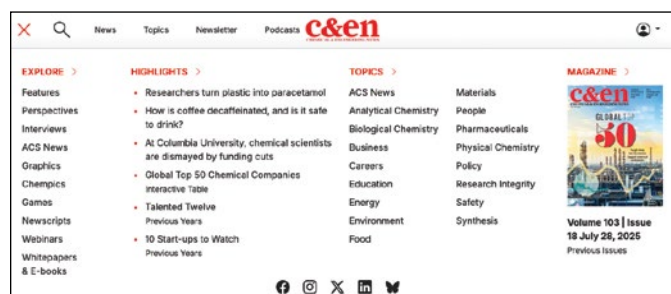 News Topics Newsletter Podcasts c&en
CHEMICAL & ENGINEERING NEWS
EXPLORE >
Features
Perspectives
Interviews
ACS News
Graphics
Chempics
Games
Newscripts
Webinars
Whitepapers
& E-books
HIGHLIGHTS >
• Researchers turn plastic into paracetamol
• How is coffee decaffeinated, and is it safe
to drink?
• At Columbia University, chemical scientists
are dismayed by funding cuts
• Global Top 50 Chemical Companies
Interactive Table
• Talented Twelve
Previous Years
• 10 Start-ups to Watch
Previous Years
TOPICS >
ACS News
Analytical Chemistry
Biological Chemistry
Business
Careers
Education
Energy
Environment
Food
Materials
People
Pharmaceuticals
Physical Chemistry
Policy
Research Integrity
Safety
Synthesis
MAGAZINE >
c&en
GLOBAL TOP
50
Volume 103 | Issue
18 July 28, 2025
Previous Issues